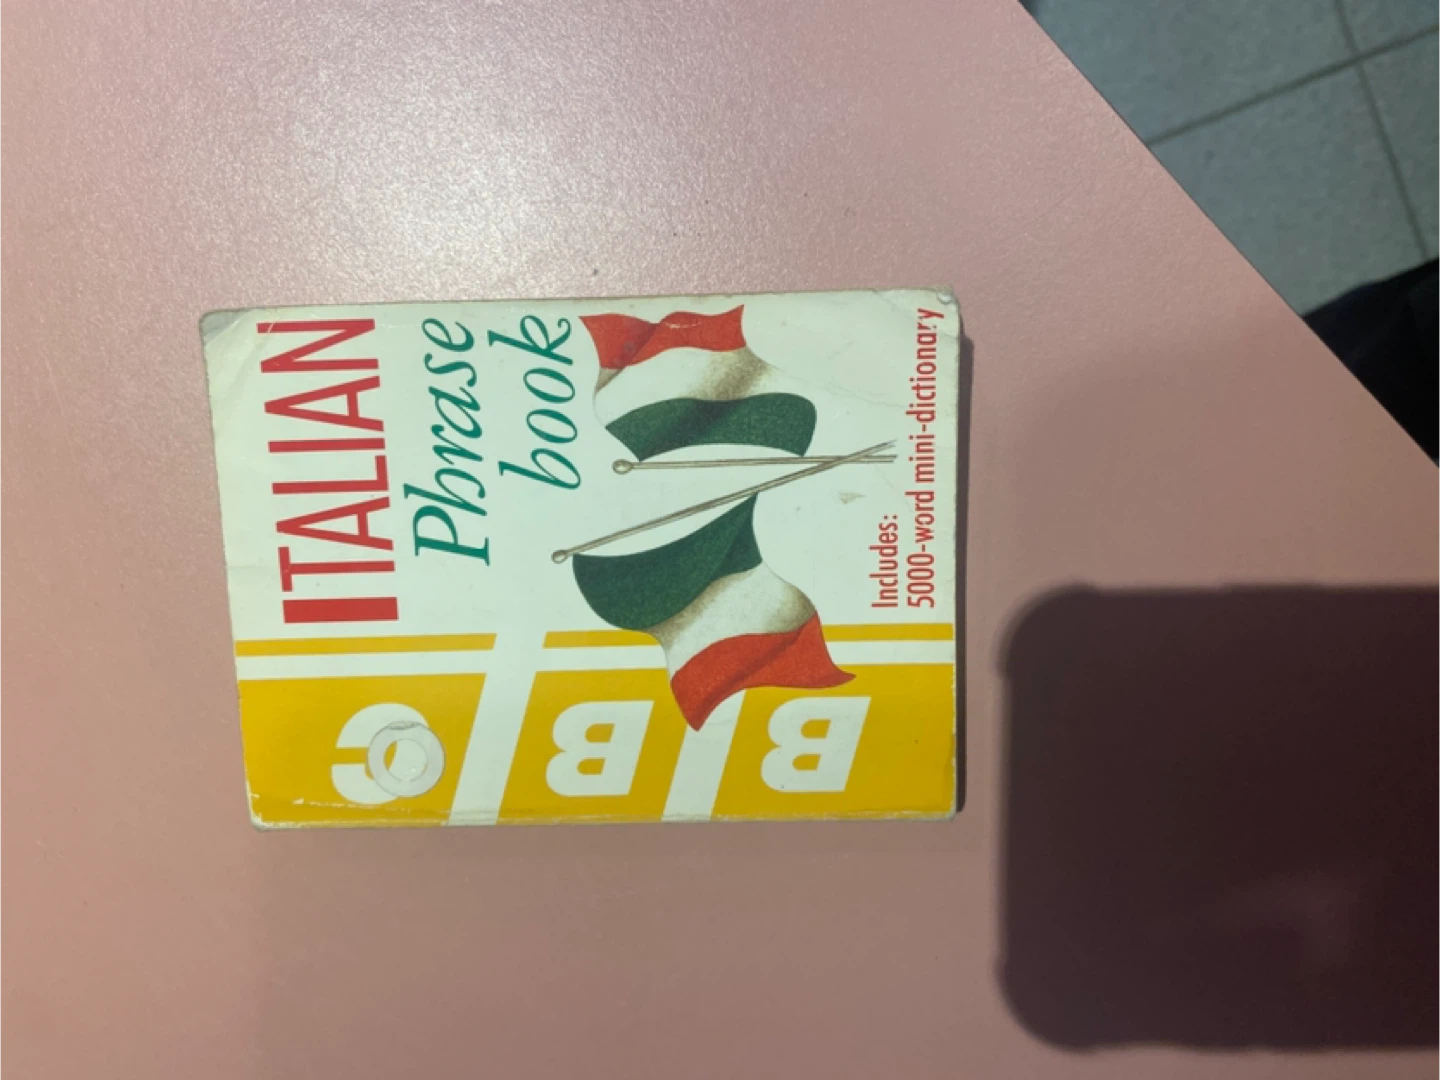 BBC
ITALIAN
Phrase
book
Includes:
5000-word mini-dictionary